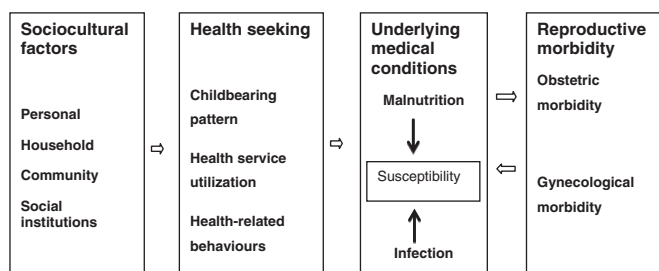 Sociocultural
factors
Personal
Household
Community
Social
institutions
Health seeking
Childbearing
pattern
Health service
utilization
Health-related
behaviours
Underlying
medical
conditions
Malnutrition
Susceptibility
Infection
Reproductive
morbidity
Obstetric
morbidity
Gynecological
morbidity